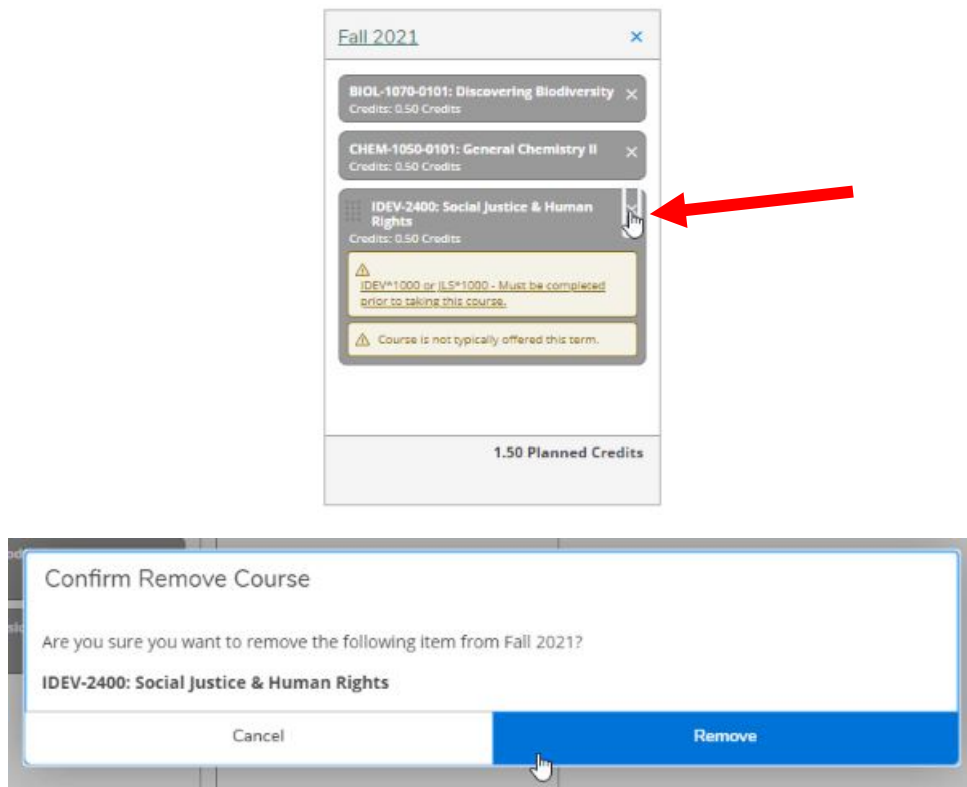 Fall 2021
BIOL-1070-0101: Discovering Biodiversity
Credits: 0.50 Credits
CHEM-1050-0101: General Chemistry II
Credits: 0.50 Credits
IDEV-2400: Social Justice & Human
Rights
Credits: 0.50 Credits
IDEV*1000 or JLS*1000 - Must be completed
prior to taking this course.
Course is not typically offered this term.
1.50 Planned Credits
Confirm Remove Course
Are you sure you want to remove the following item from Fall 2021?
IDEV-2400: Social Justice & Human Rights
Cancel
Remove